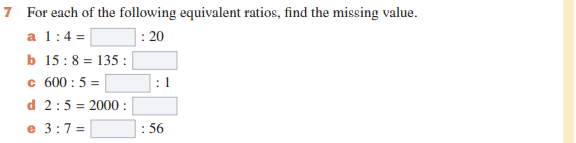 7 For each of the following equivalent ratios, find the missing value.
a 1 : 4 = : 20
b 15 : 8 = 135 :
c 600 : 5 = : 1
d 2 : 5 = 2000 :
e 3 : 7 = : 56